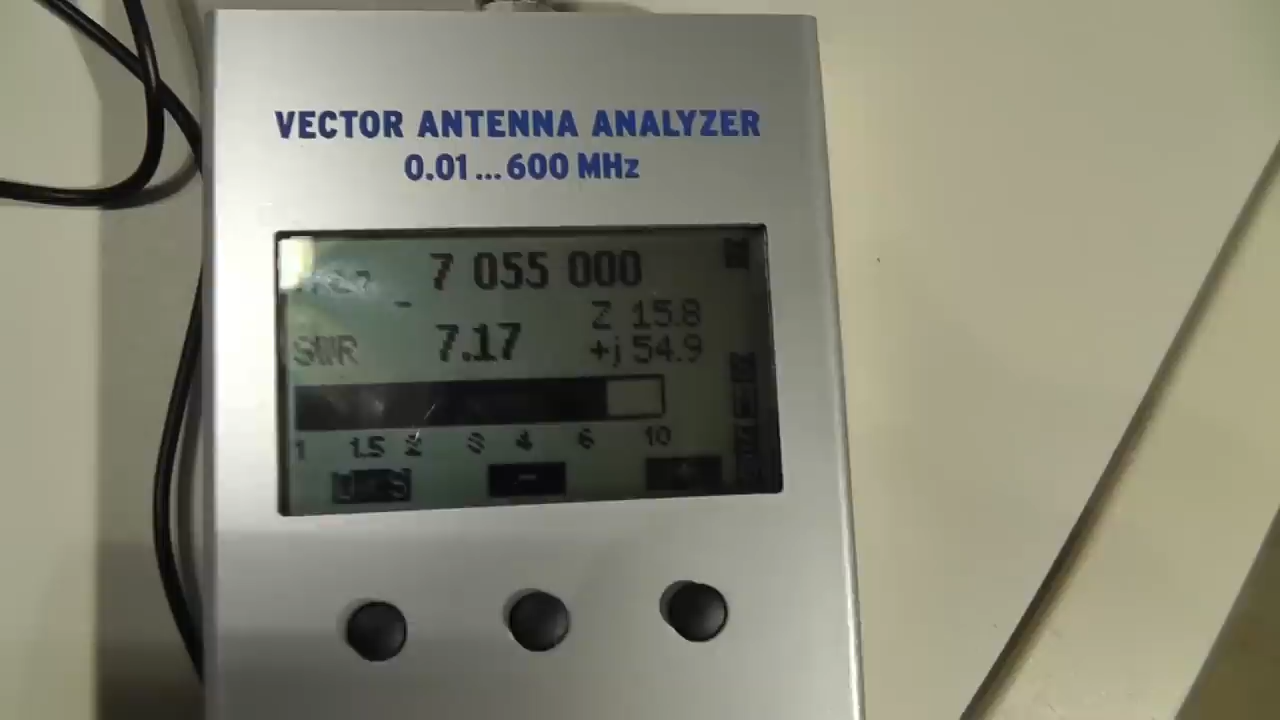 VECTOR ANTENNA ANALYZER
0.01...600 MHz
7 055 000
SWR 7.17 Z 15.8
+j 54.9
1 1.5 2 3 4 6 10
-
+